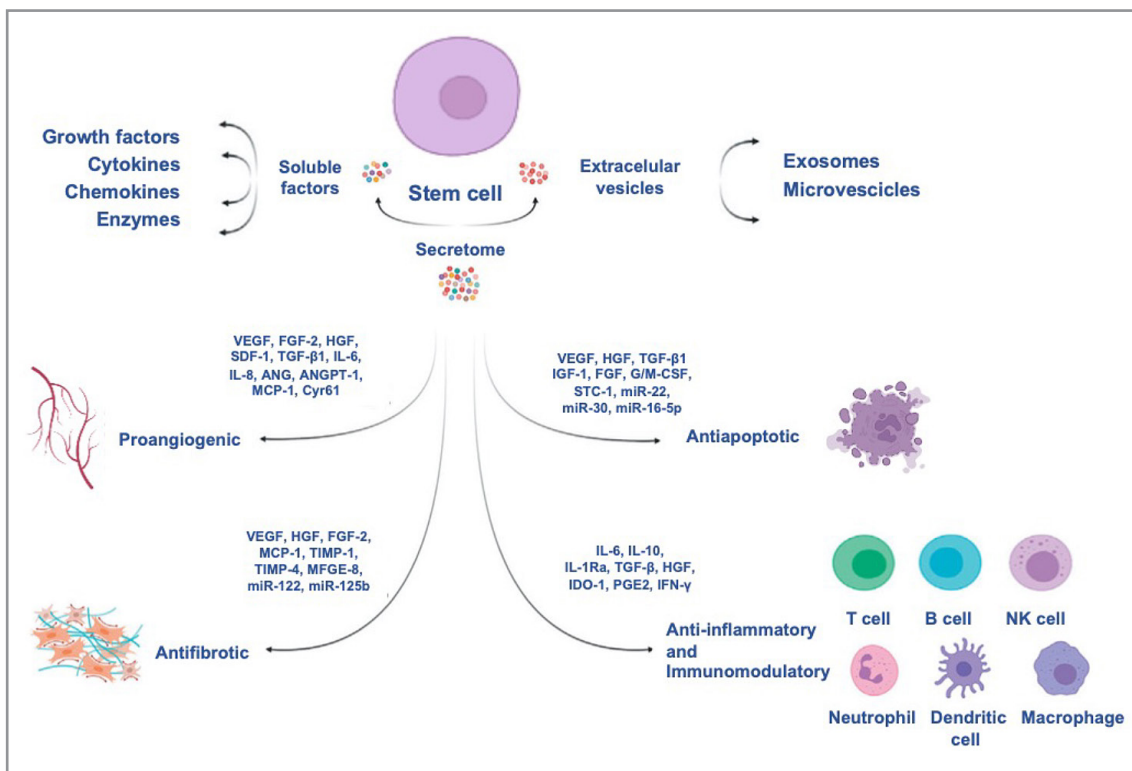 Growth factors
Cytokines
Chemokines
Enzymes
Soluble
factors
Stem cell
Extracelular
vesicles
Exosomes
Microvescicles
Secretome
VEGF, FGF-2, HGF,
SDF-1, TGF-β1, IL-6,
IL-8, ANG, ANGPT-1,
MCP-1, Cyr61
Proangiogenic
VEGF, HGF, TGF-β1
IGF-1, FGF, G/M-CSF,
STC-1, miR-22,
miR-30, miR-16-5p
Antiapoptotic
VEGF, HGF, FGF-2,
MCP-1, TIMP-1,
TIMP-4, MFGE-8,
miR-122, miR-125b
Antifibrotic
IL-6, IL-10,
IL-1Ra, TGF-β, HGF,
IDO-1, PGE2, IFN-γ
Anti-inflammatory
and
Immunomodulatory
T cell
B cell
NK cell
Neutrophil
Dendritic
cell
Macrophage